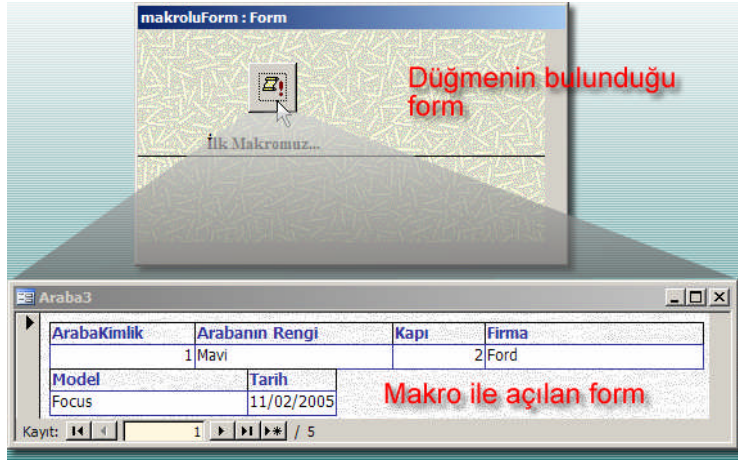 makroluForm : Form
Düğmenin bulunduğu
form
İlk Makromuz...
Araba3
ArabaKimlik Arabanın Rengi Kapı Firma
1 Mavi 2 Ford
Model Tarih
Focus 11/02/2005
Makro ile açılan form
Kayıt: 1 / 5